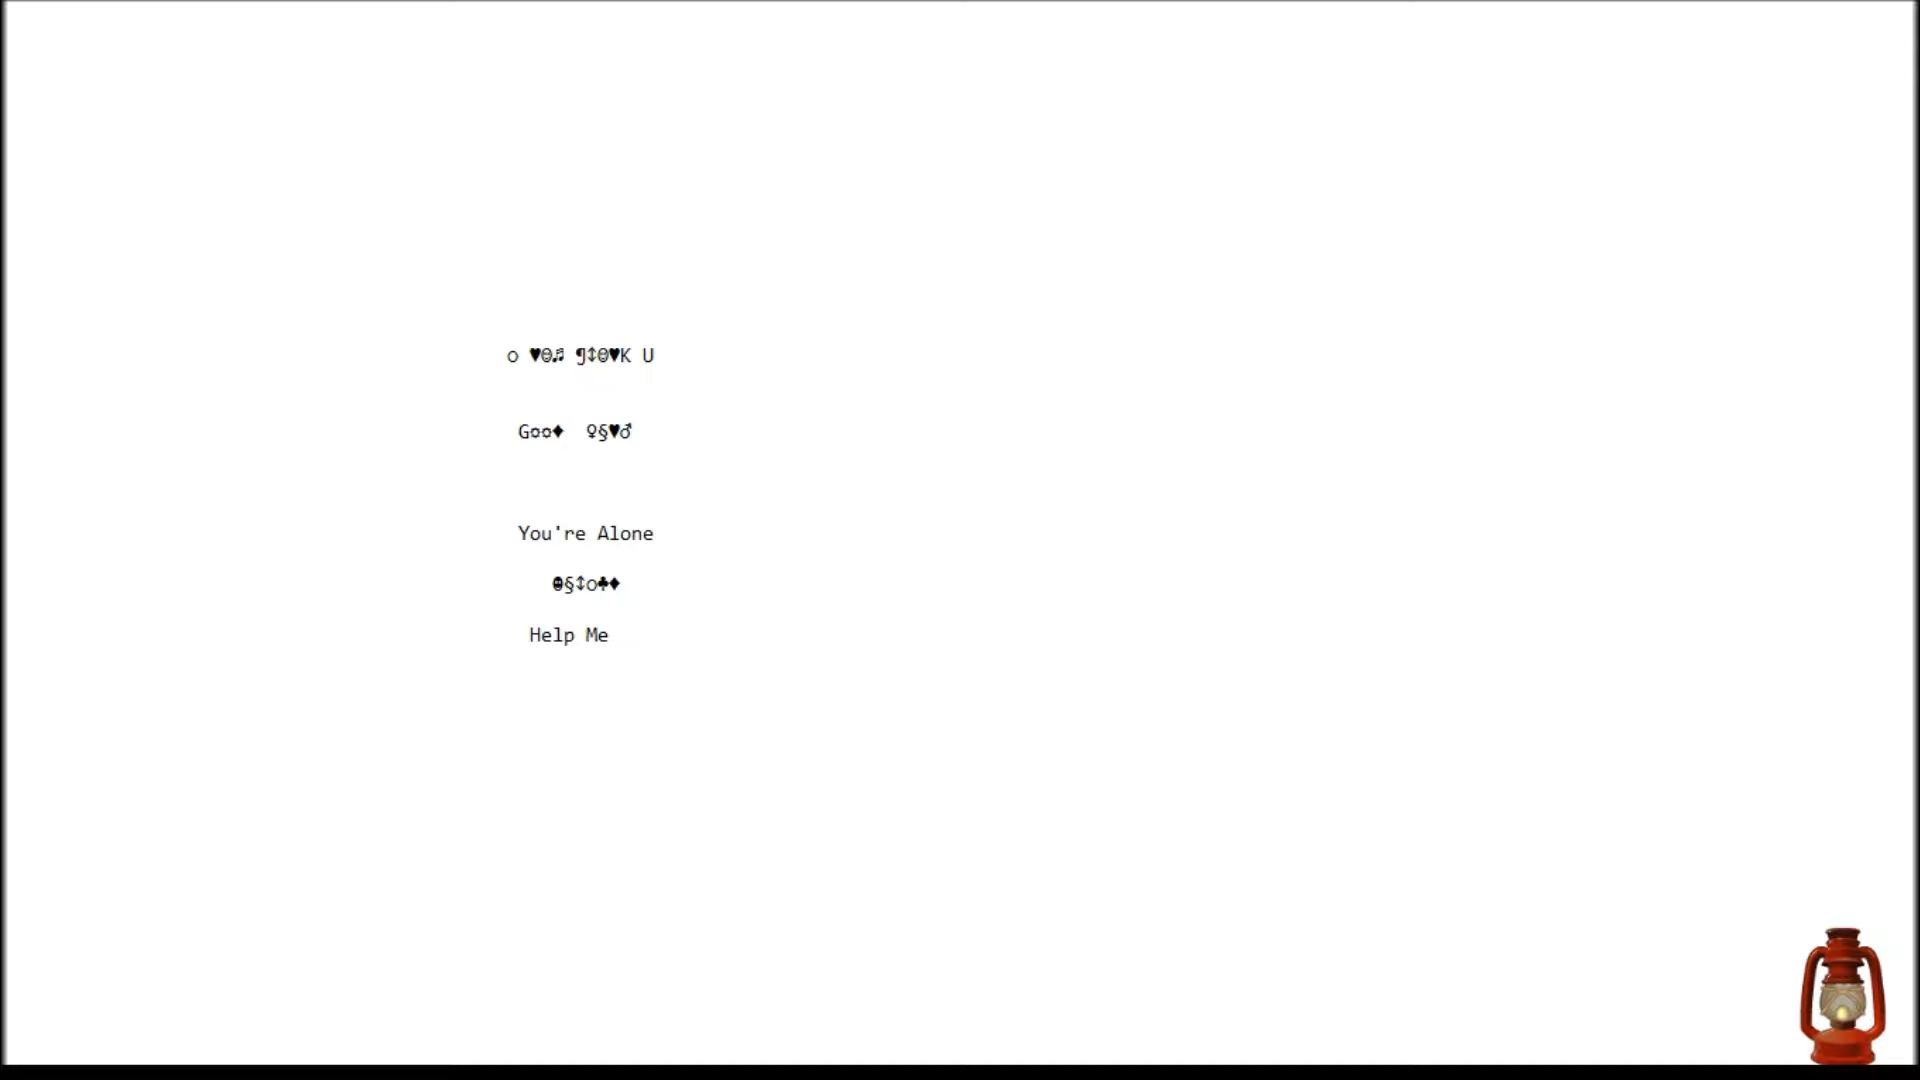 o ♥☺♫ ¶↕☺♥K U
Goo♦  ♀§♥♂
You're Alone
☻§↕o♣♦
Help Me